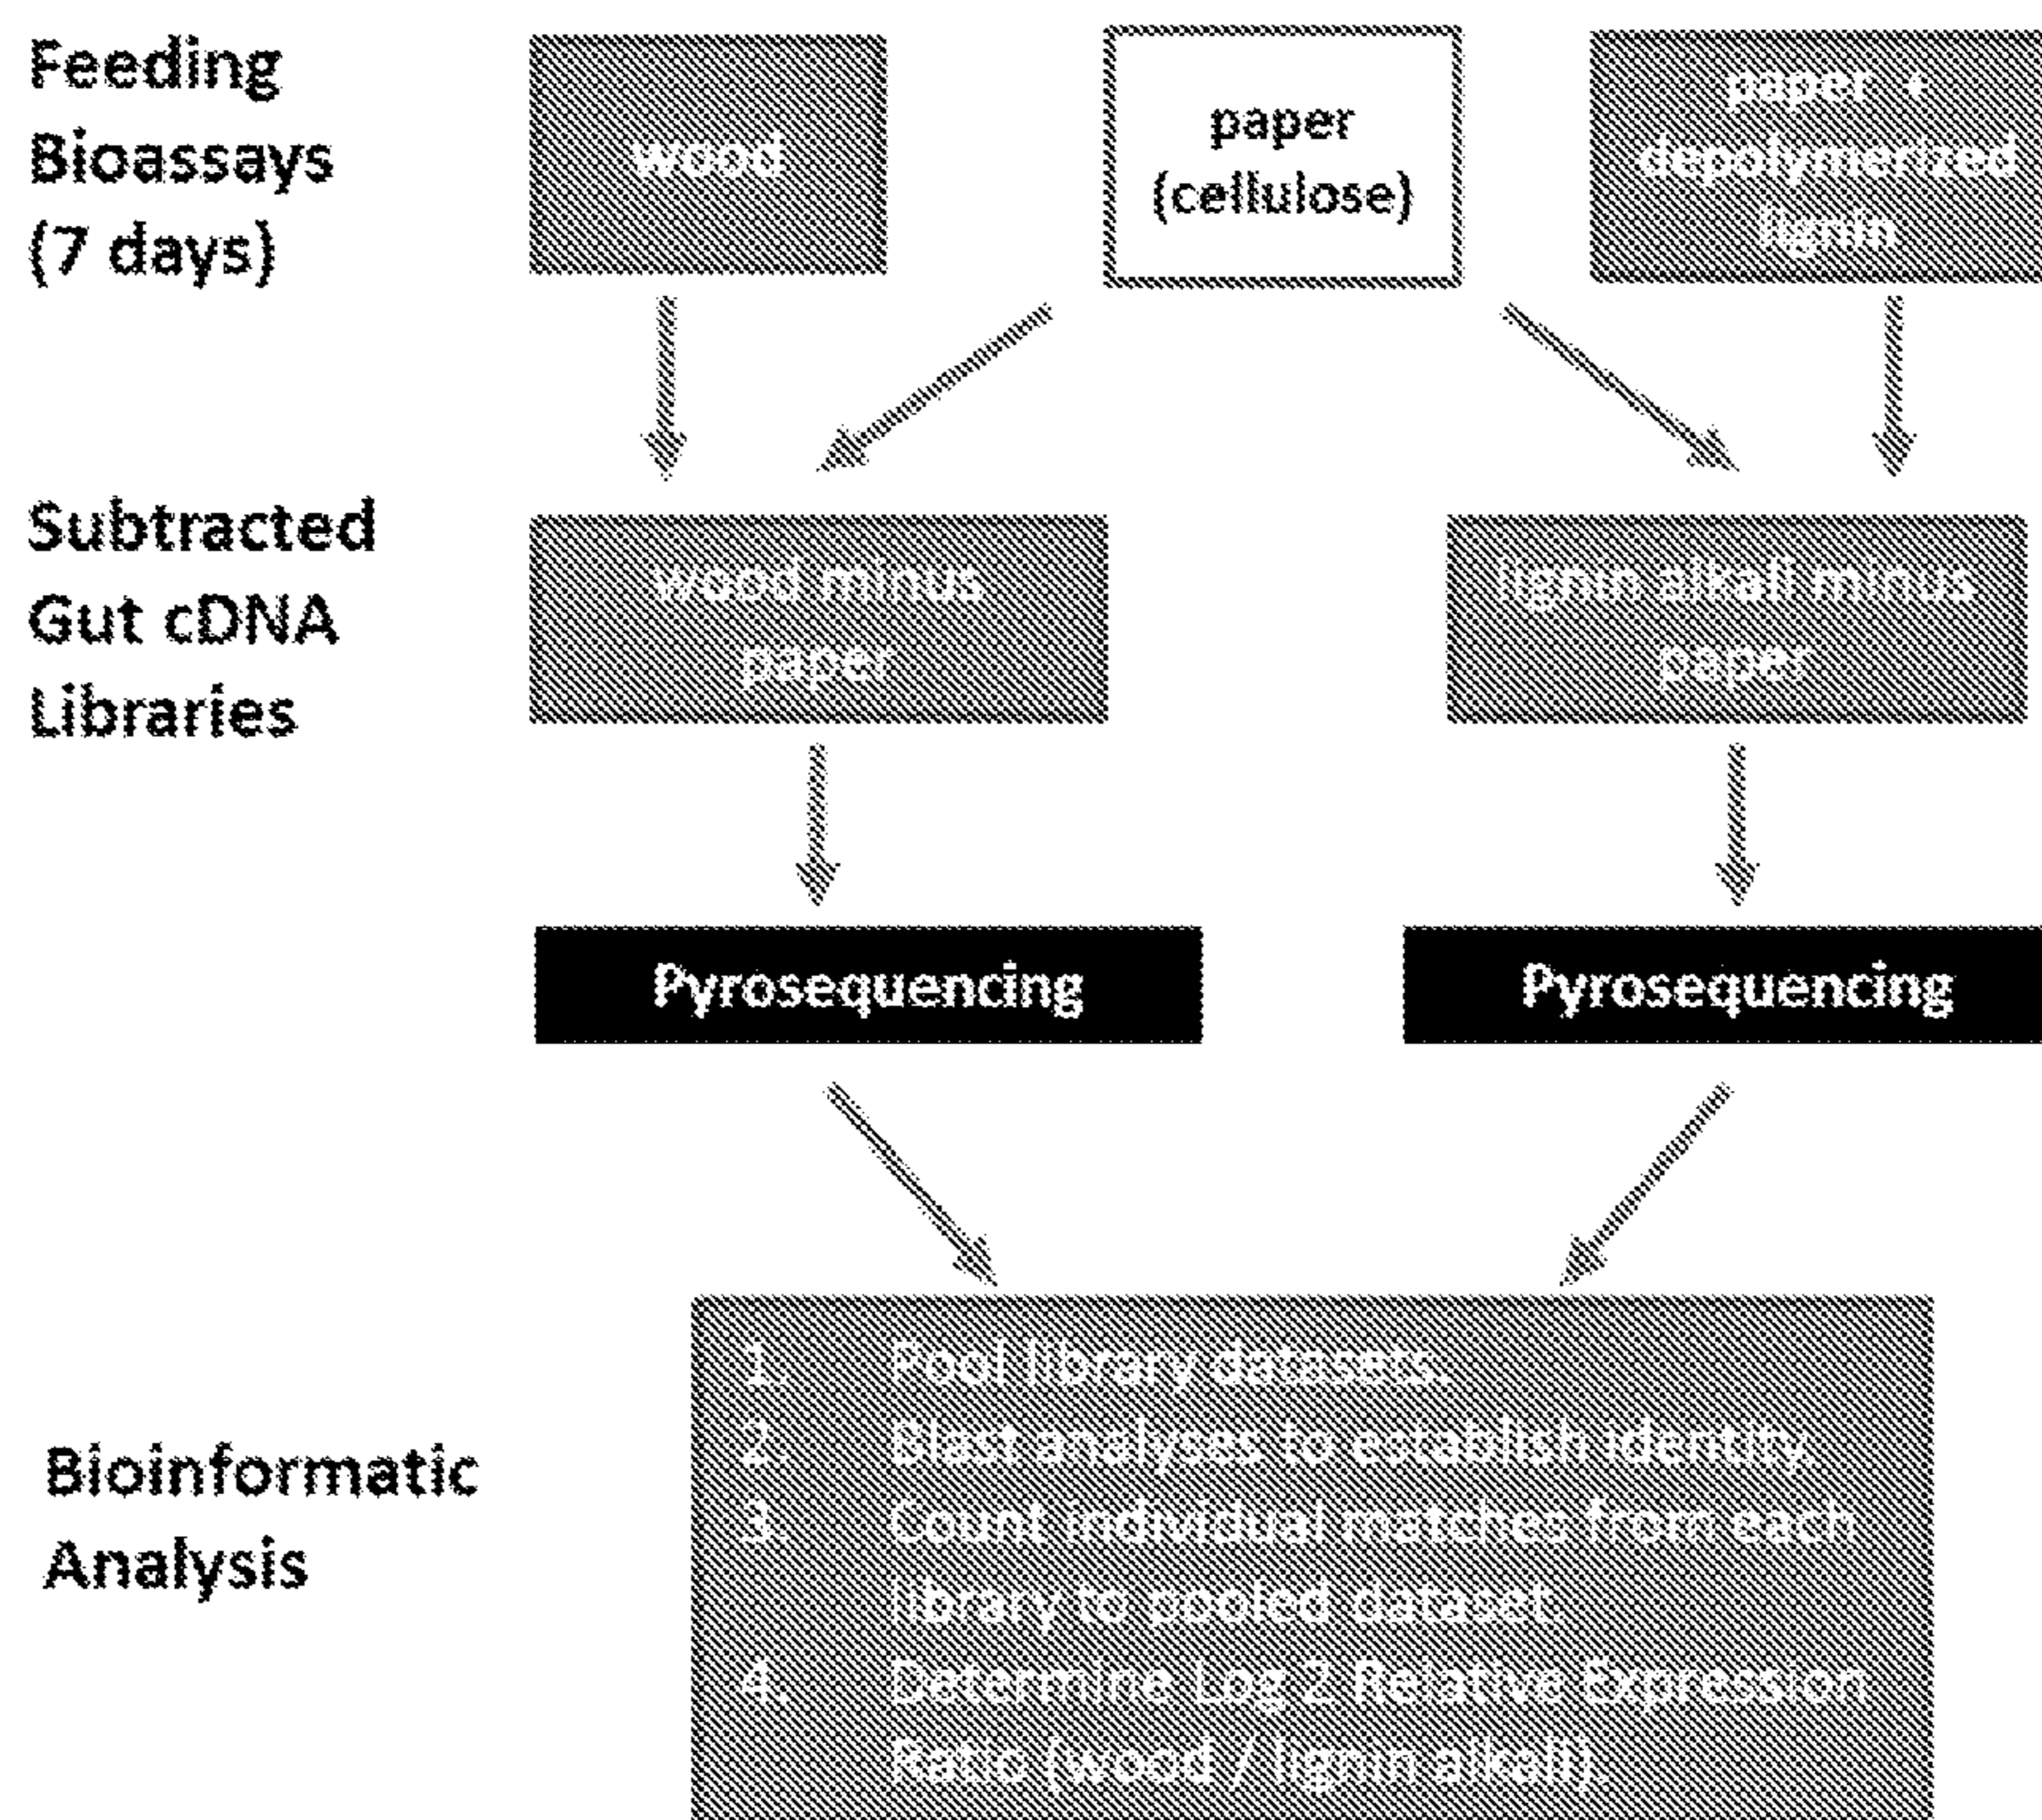 Feeding
Bioassays
(7 days)
wood
paper
(cellulose)
paper +
depolymerized
lignin
Subtracted
Gut cDNA
Libraries
wood minus
paper
lignin alkali minus
paper
Pyrosequencing
Pyrosequencing
Bioinformatic
Analysis
1. Pool library datasets.
2. Blast analyses to establish identity.
3. Count individual matches from each
library to pooled dataset.
4. Determine Log 2 Relative Expression
Ratio (wood / lignin alkali).